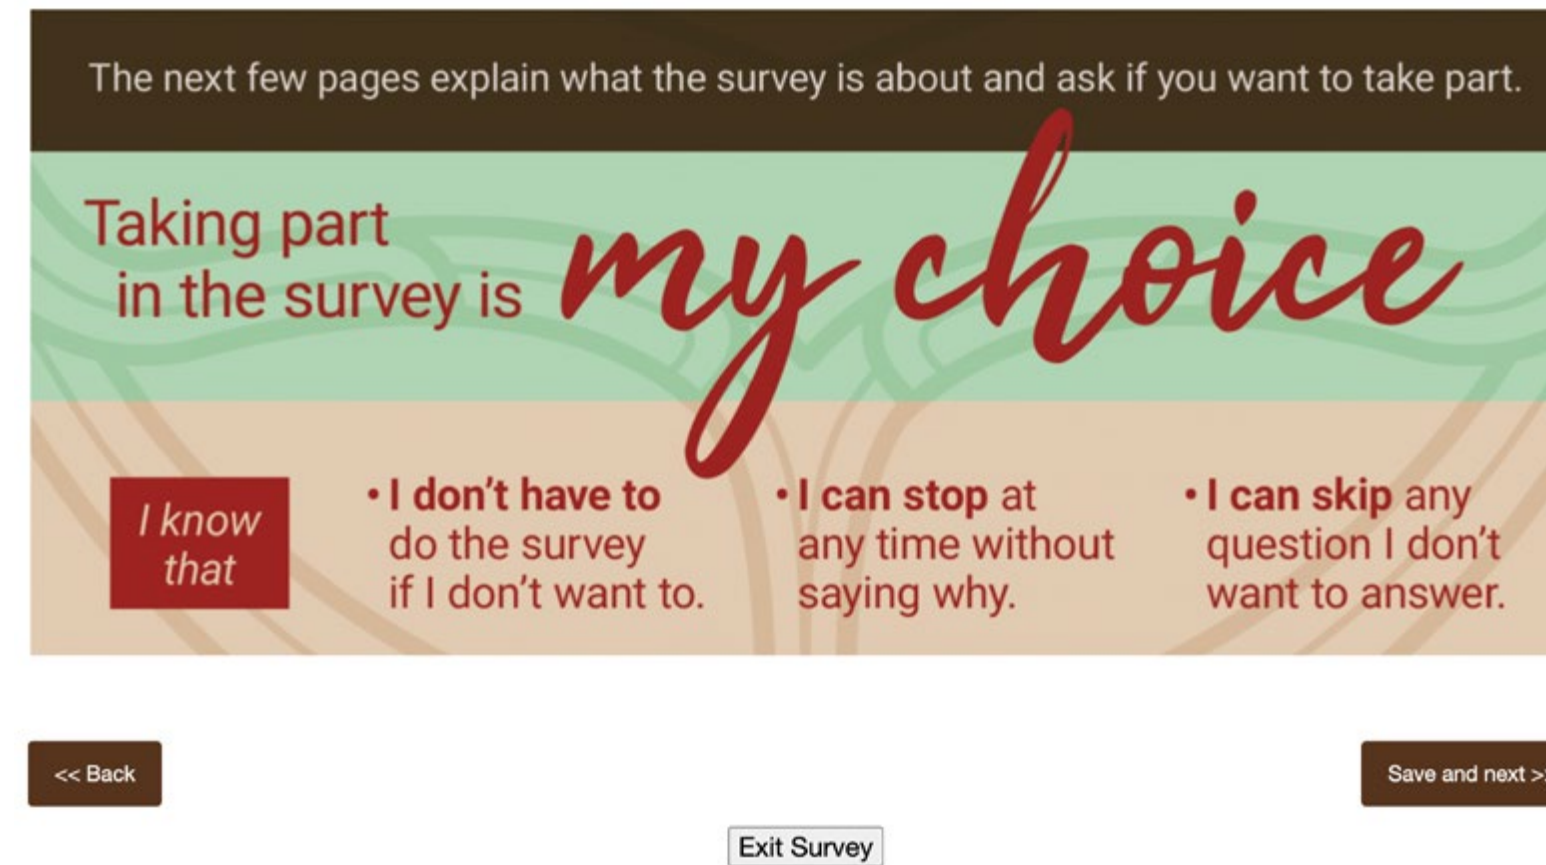 The next few pages explain what the survey is about and ask if you want to take part.
Taking part
in the survey is my choice
I know
that
• I don't have to
do the survey
if I don't want to.
• I can stop at
any time without
saying why.
• I can skip any
question I don't
want to answer.
<< Back
Save and next >>
Exit Survey